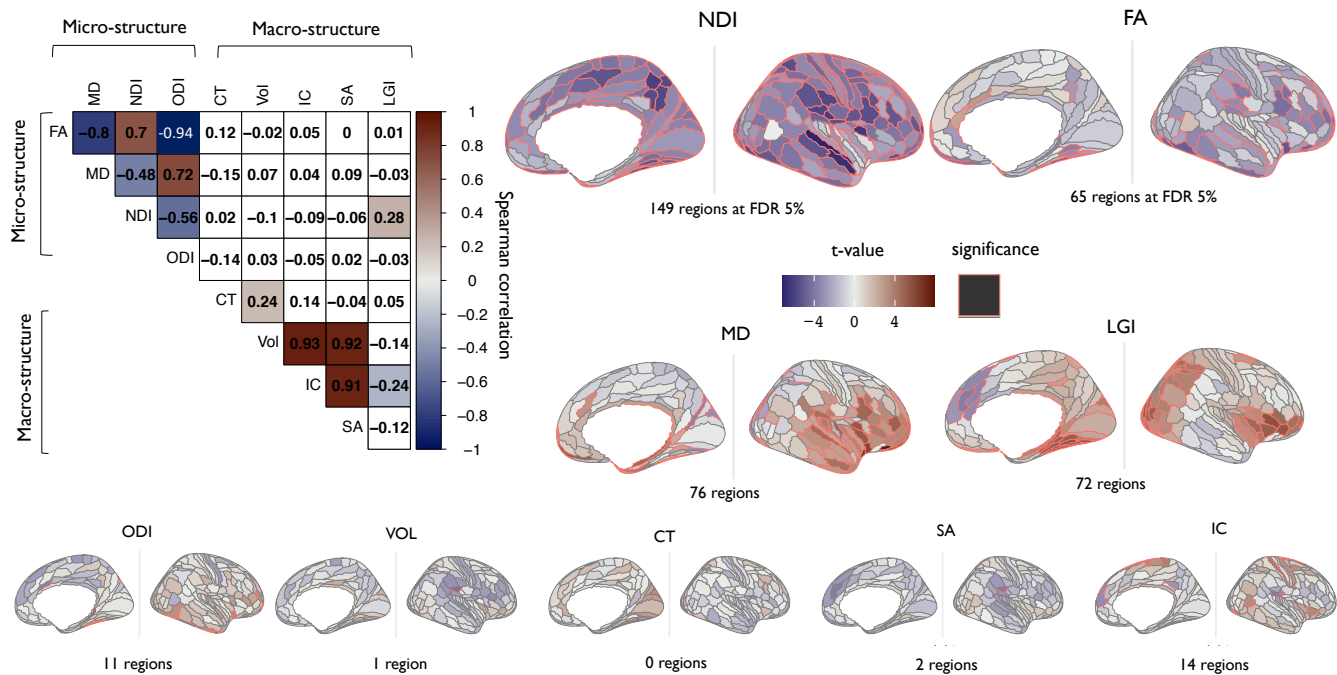 Micro-structure
Macro-structure
MD
NDI
ODI
CT
Vol
IC
SA
LGI
Micro-structure
Macro-structure
FA −0.8 0.7 -0.94 0.12 −0.02 0.05 0 0.01
MD −0.48 0.72 −0.15 0.07 0.04 0.09 −0.03
NDI −0.56 0.02 −0.1 −0.09 −0.06 0.28
ODI −0.14 0.03 −0.05 0.02 −0.03
CT 0.24 0.14 −0.04 0.05
Vol 0.93 0.92 −0.14
IC 0.91 −0.24
SA −0.12
1
0.8
0.6
0.4
0.2
0
−0.2
−0.4
−0.6
−0.8
−1
Spearman correlation
NDI
149 regions at FDR 5%
FA
65 regions at FDR 5%
t-value
−4 0 4
significance
MD
76 regions
LGI
72 regions
ODI
11 regions
VOL
1 region
CT
0 regions
SA
2 regions
IC
14 regions